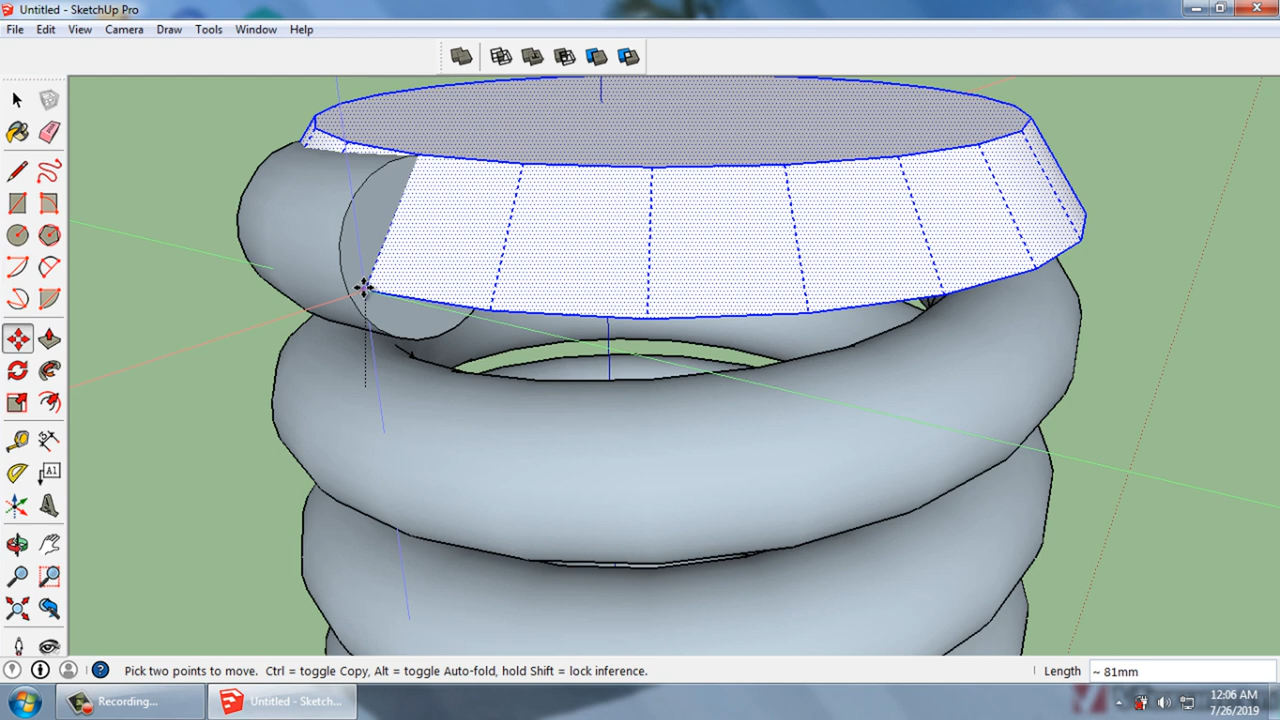 Untitled - SketchUp Pro
File Edit View Camera Draw Tools Window Help
A1
Pick two points to move. Ctrl = toggle Copy, Alt = toggle Auto-fold, hold Shift = lock inference.
Length ~ 81mm
Recording...
Untitled - Sketch...
12:06 AM
7/26/2019